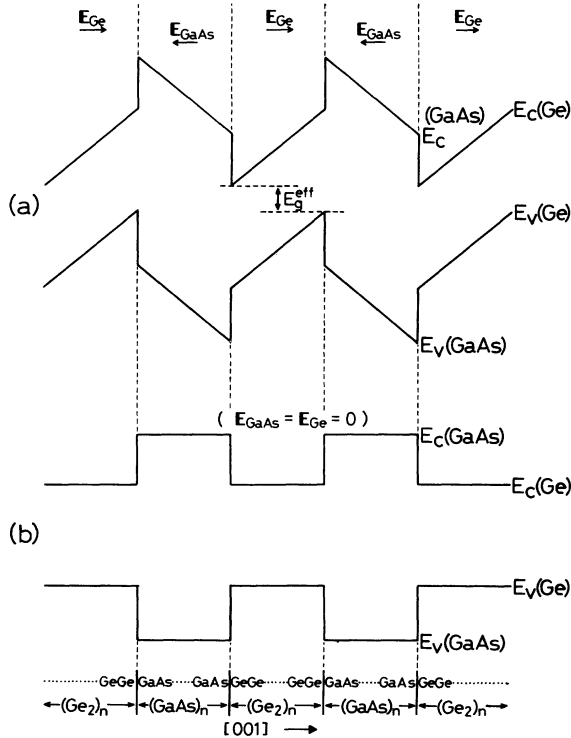 E_Ge E_GaAs E_Ge E_GaAs E_Ge
(GaAs)
E_C E_C(Ge)
(a)
E_g^eff
E_V(Ge)
E_V(GaAs)
( E_GaAs = E_Ge = 0 )
E_C(GaAs)
E_C(Ge)
(b)
E_V(Ge)
E_V(GaAs)
GeGe GaAs GaAs GeGe GeGe GaAs GaAs GeGe
(Ge₂)n (GaAs)n (Ge₂)n (GaAs)n (Ge₂)n
[001]